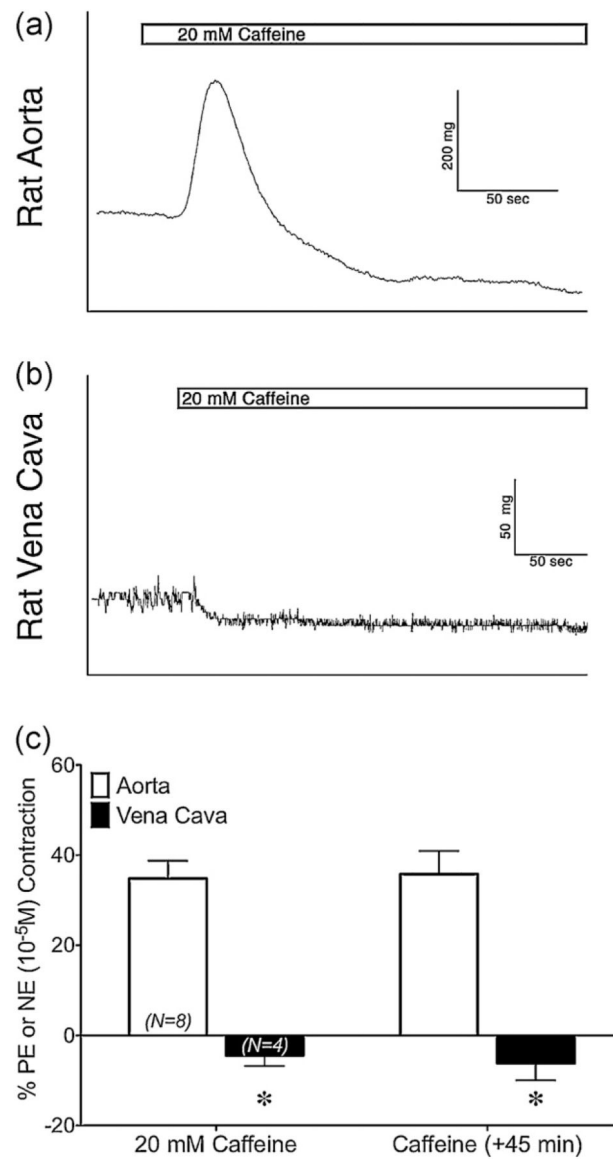 (a)
20 mM Caffeine
Rat Aorta
200 mg
50 sec
(b)
20 mM Caffeine
Rat Vena Cava
50 mg
50 sec
(c)
% PE or NE (10⁻⁵M) Contraction
60
40
20
0
-20
Aorta
Vena Cava
(N=8)
(N=4)
* *
20 mM Caffeine Caffeine (+45 min)